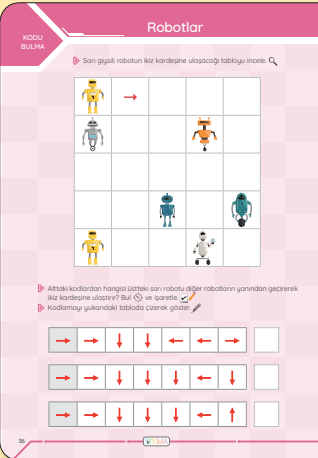 Robotlar
KODU
BULMA
Sarı giysili robotun ikiz kardeşine ulaşacağı tabloyu incele.
Alttaki kodlardan hangisi üstteki sarı robotu diğer robotların yanından geçirerek
ikiz kardeşine ulaştırır? Bul ve işaretle.
Kodlamayı yukarıdaki tabloda çizerek göster.
36